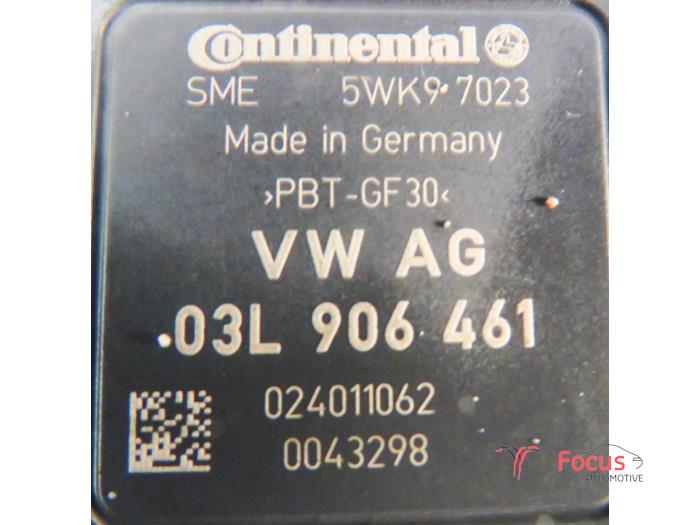 Continental
SME 5WK9 7023
Made in Germany
>PBT-GF30<
VW AG
03L 906 461
024011062
0043298
Focus
AUTOMOTIVE